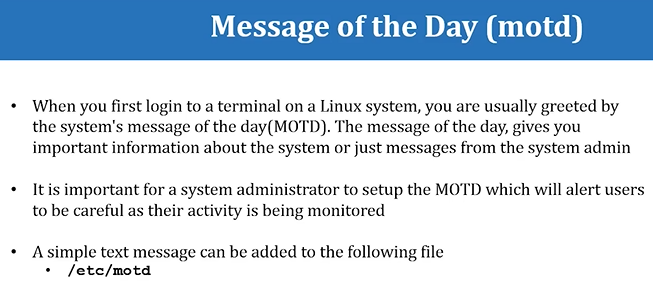 Message of the Day (motd)
• When you first login to a terminal on a Linux system, you are usually greeted by
the system's message of the day(MOTD). The message of the day, gives you
important information about the system or just messages from the system admin
• It is important for a system administrator to setup the MOTD which will alert users
to be careful as their activity is being monitored
• A simple text message can be added to the following file
• /etc/motd